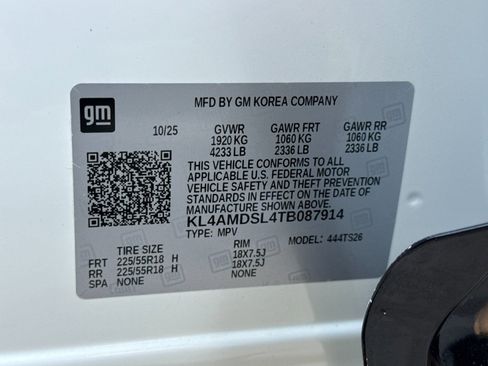 gm
MFD BY GM KOREA COMPANY
10/25 GVWR GAWR FRT GAWR RR
1920 KG 1060 KG 1060 KG
4233 LB 2336 LB 2336 LB
THIS VEHICLE CONFORMS TO ALL
APPLICABLE U.S. FEDERAL MOTOR
VEHICLE SAFETY AND THEFT PREVENTION
STANDARDS IN EFFECT ON THE DATE OF
MANUFACTURE SHOWN ABOVE.
KL4AMDSL4TB087914
TYPE: MPV MODEL: 444TS26
TIRE SIZE RIM
FRT 225/55R18 H 18X7.5J
RR 225/55R18 H 18X7.5J
SPA NONE NONE